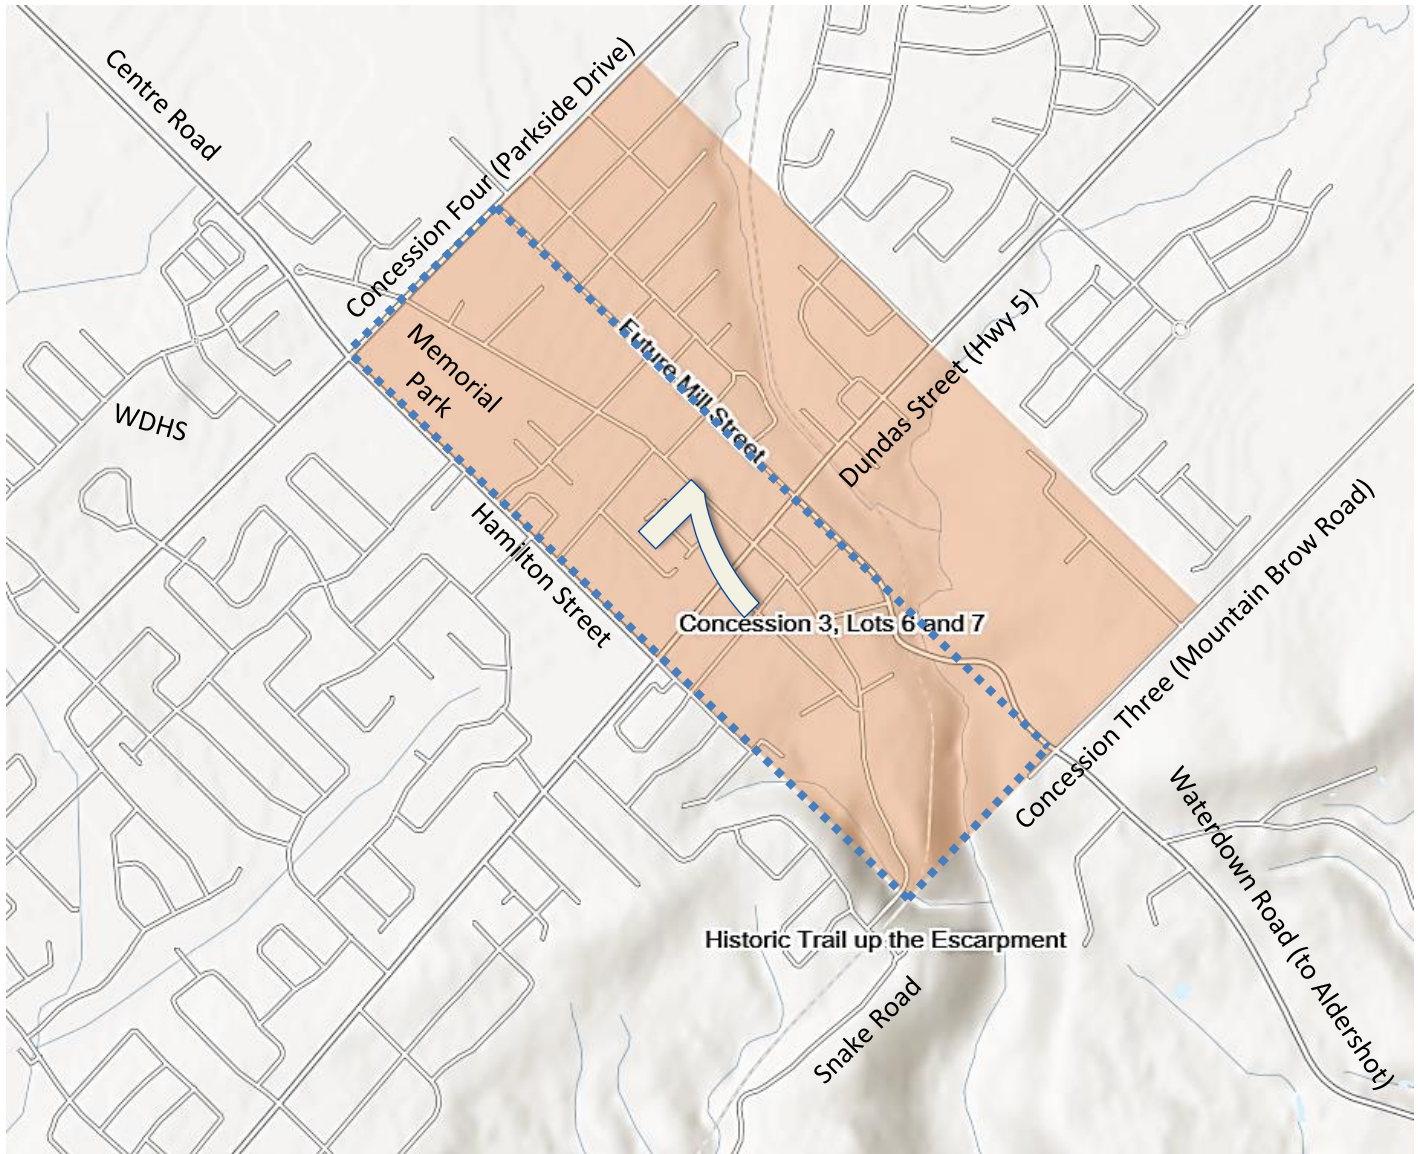 Centre Road
Concession Four (Parkside Drive)
Memorial
Park
WDHS
Future Mill Street
Dundas Street (Hwy 5)
Hamilton Street
7
Concession 3, Lots 6 and 7
Concession Three (Mountain Brow Road)
Waterdown Road (to Aldershot)
Historic Trail up the Escarpment
Snake Road